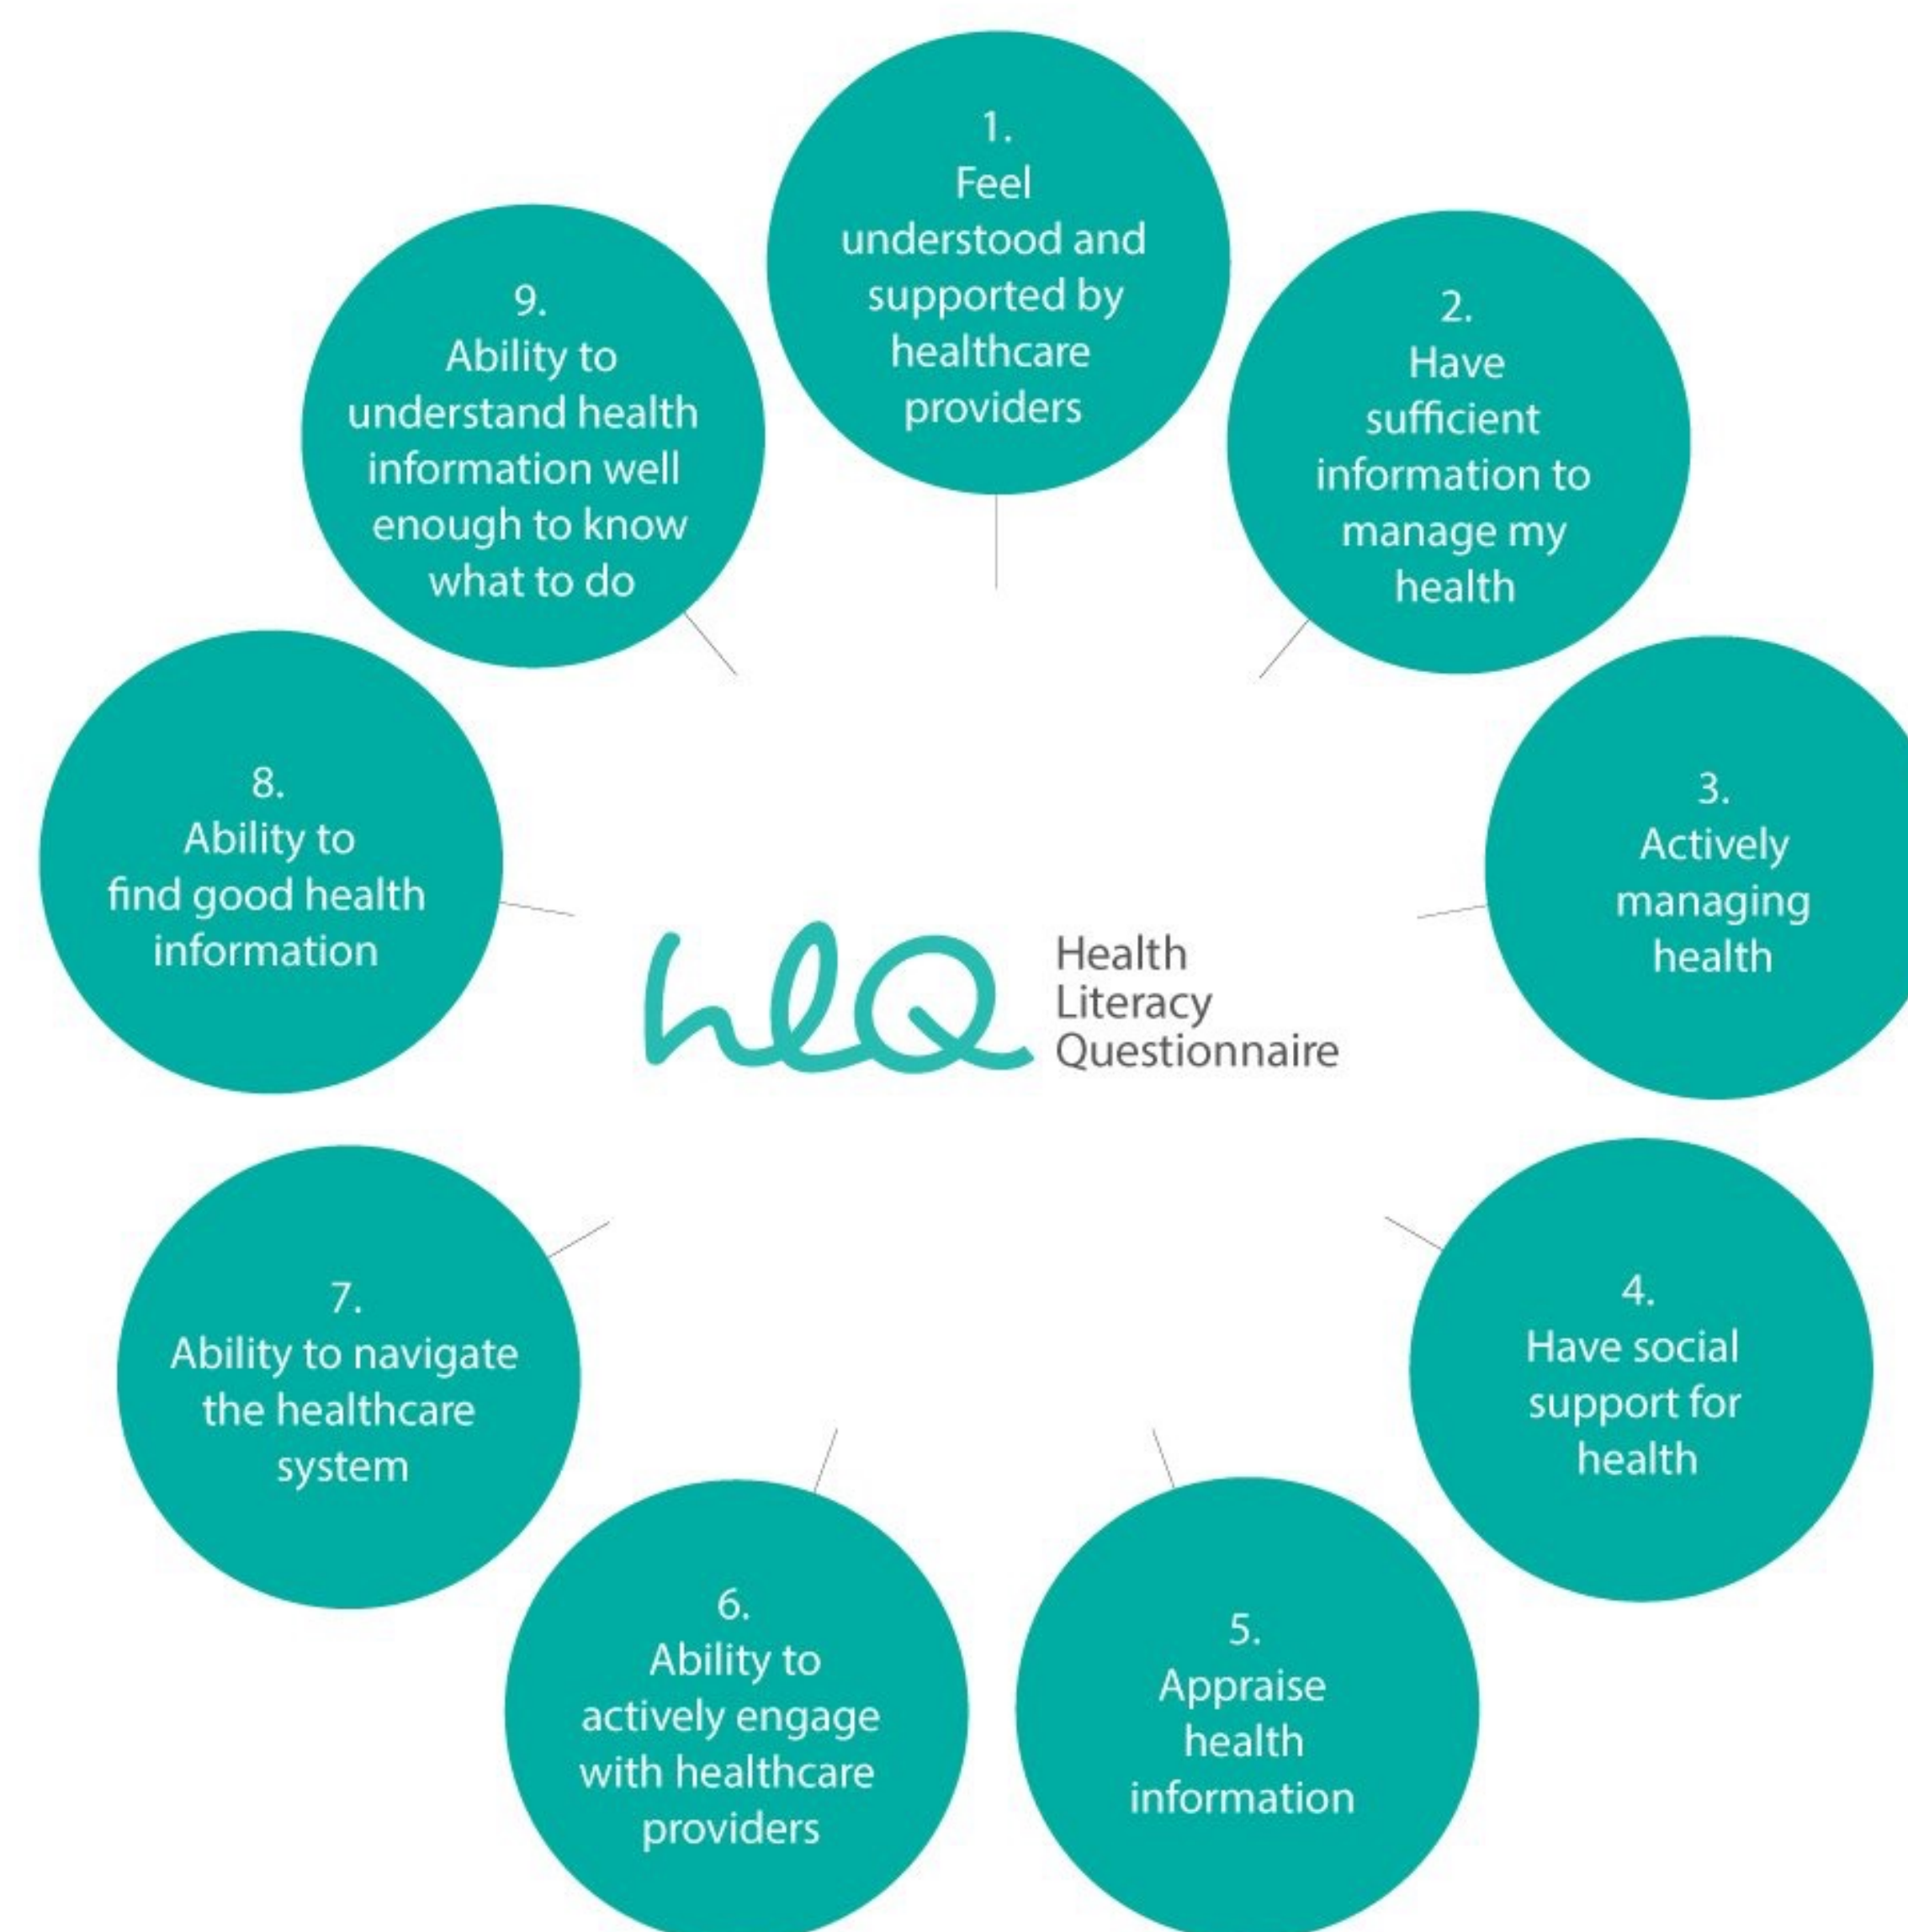 1.
Feel
understood and
supported by
healthcare
providers
2.
Have
sufficient
information to
manage my
health
3.
Actively
managing
health
4.
Have social
support for
health
5.
Appraise
health
information
6.
Ability to
actively engage
with healthcare
providers
7.
Ability to navigate
the healthcare
system
8.
Ability to
find good health
information
9.
Ability to
understand health
information well
enough to know
what to do
hlQ
Health
Literacy
Questionnaire